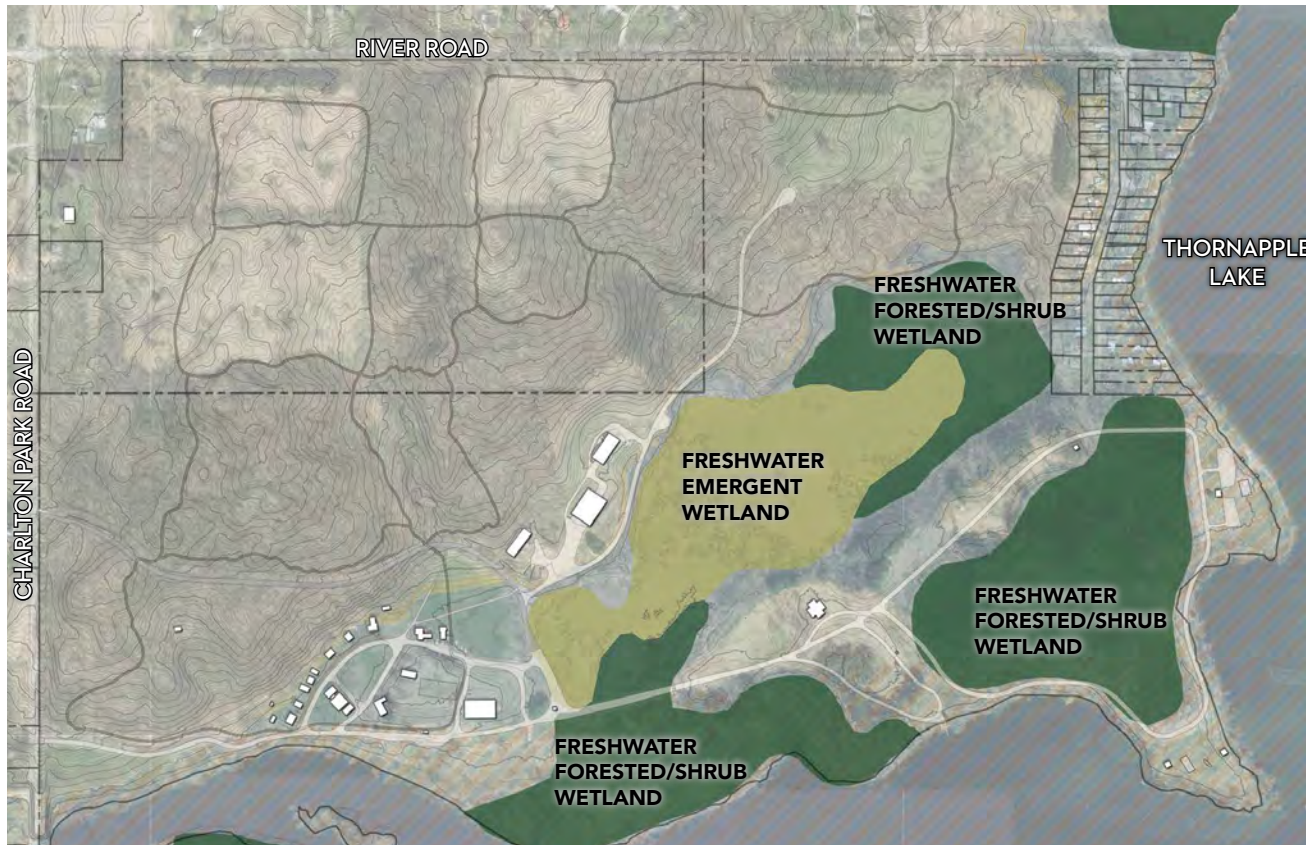 RIVER ROAD
THORNAPPLE
LAKE
FRESHWATER
FORESTED/SHRUB
WETLAND
CHARLTON PARK ROAD
FRESHWATER
EMERGENT
WETLAND
FRESHWATER
FORESTED/SHRUB
WETLAND
FRESHWATER
FORESTED/SHRUB
WETLAND